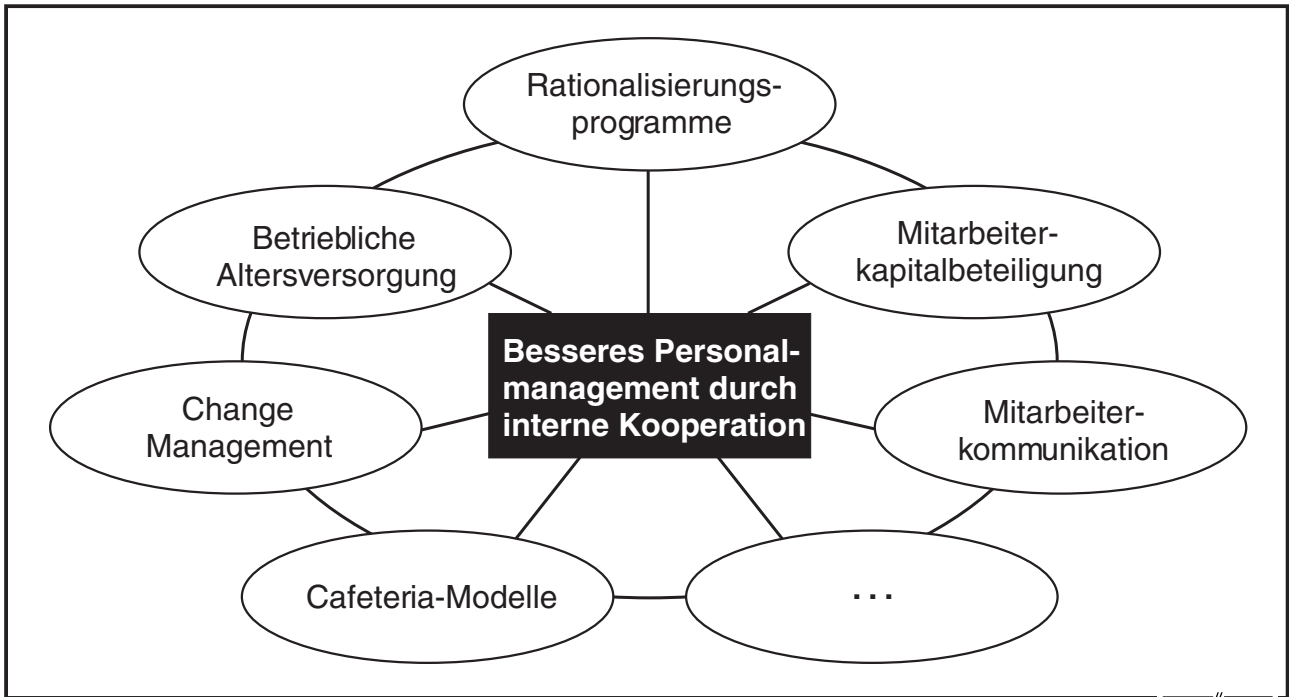 Rationalisierungs-
programme
Betriebliche
Altersversorgung
Mitarbeiter-
kapitalbeteiligung
Besseres Personal-
management durch
interne Kooperation
Change
Management
Mitarbeiter-
kommunikation
Cafeteria-Modelle
...